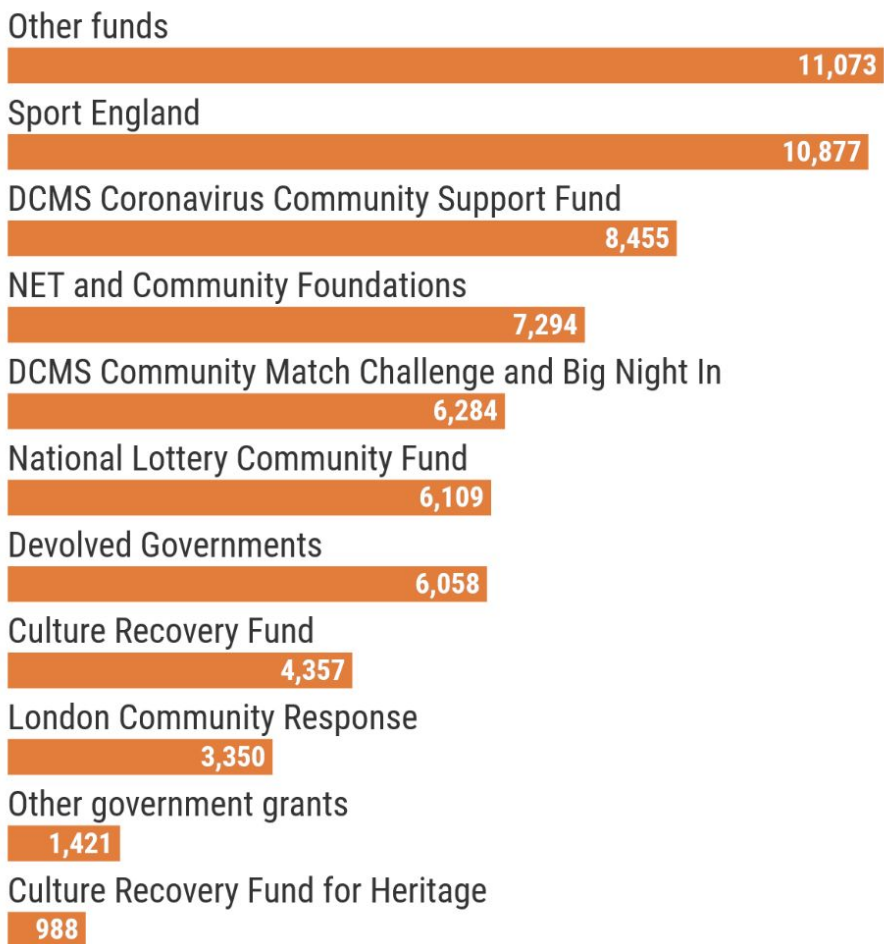 Other funds
11,073
Sport England
10,877
DCMS Coronavirus Community Support Fund
8,455
NET and Community Foundations
7,294
DCMS Community Match Challenge and Big Night In
6,284
National Lottery Community Fund
6,109
Devolved Governments
6,058
Culture Recovery Fund
4,357
London Community Response
3,350
Other government grants
1,421
Culture Recovery Fund for Heritage
988